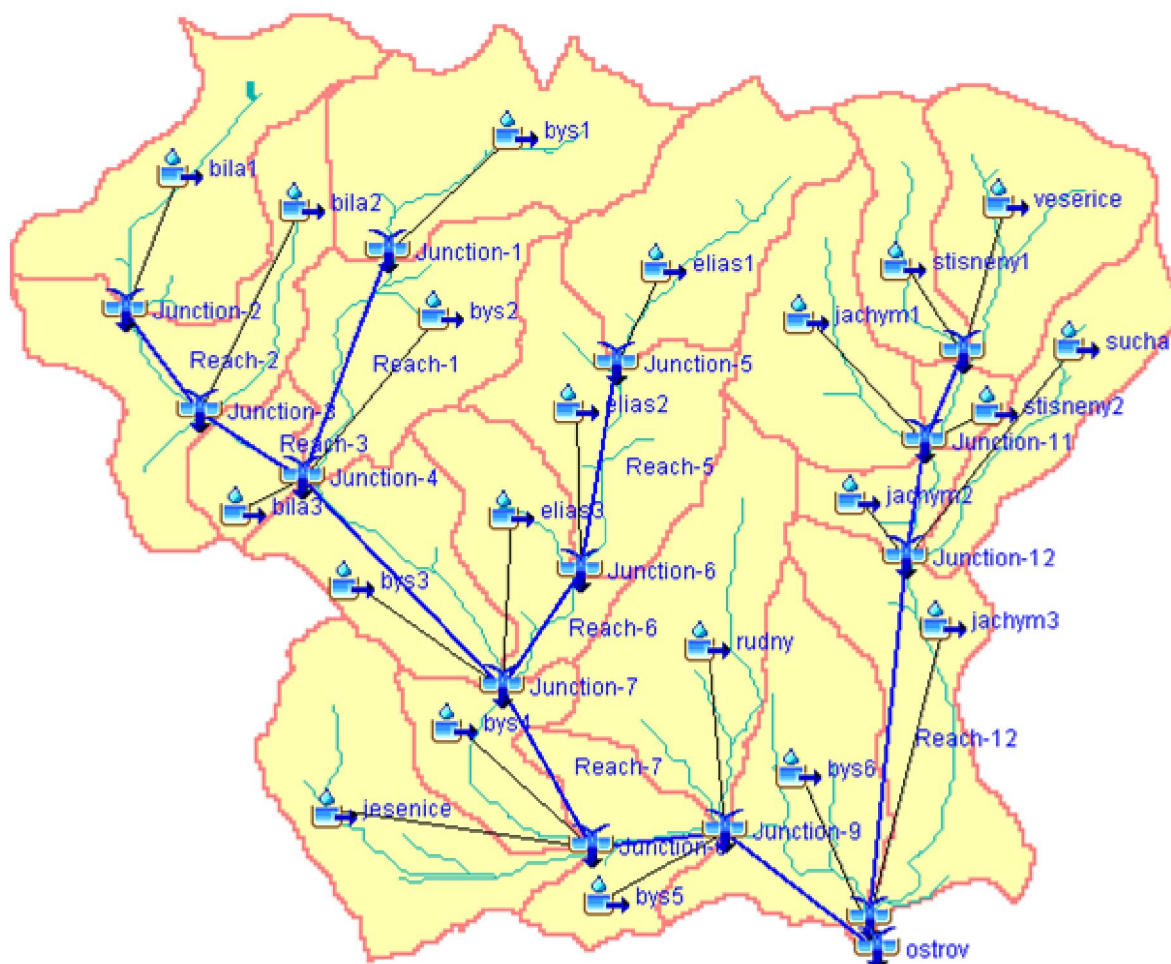 bys1
bila1
bila2
veserice
Junction-1
elias1
stisneny1
Junction-2
bys2
jachym1
sucha
Reach-2
Reach-1
Junction-5
Junction-3
elias2
stisneny2
Reach-3
Junction-11
Junction-4
Reach-5
jachym2
bila3
elias3
Junction-12
Junction-6
bys3
jachym3
Reach-6
rudny
Junction-7
bys4
Reach-12
Reach-7
bys6
jesenice
Junction-9
bys5
ostrov